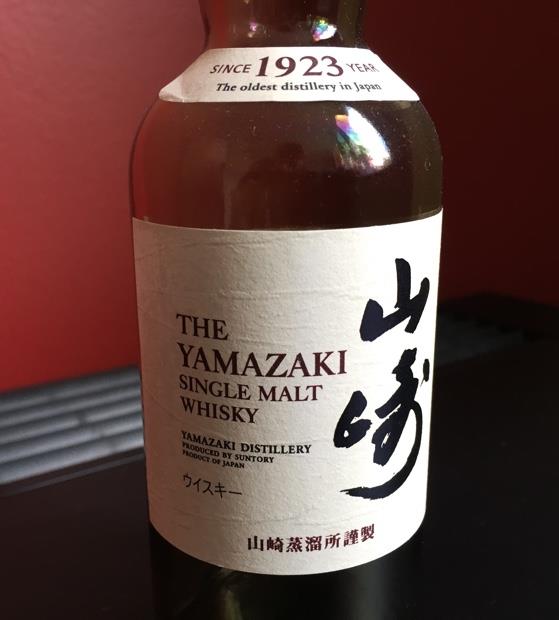 SINCE 1923 YEAR
The oldest distillery in Japan
山崎
THE
YAMAZAKI
SINGLE MALT
WHISKY
YAMAZAKI DISTILLERY
PRODUCED BY SUNTORY
PRODUCT OF JAPAN
ウイスキー
山崎蒸溜所謹製